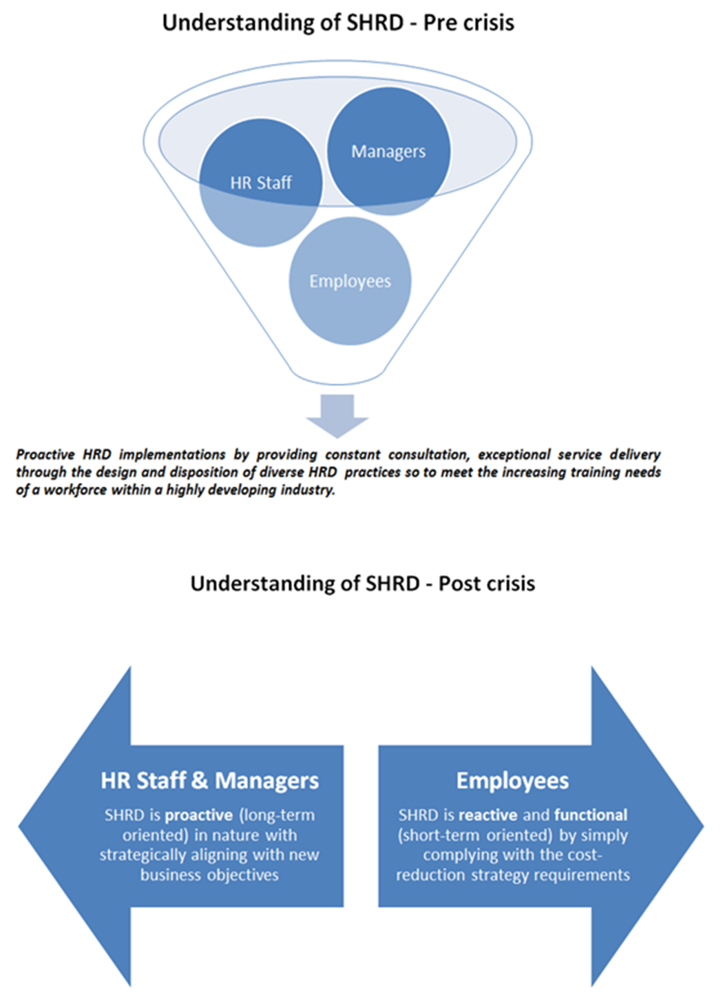 Understanding of SHRD - Pre crisis
Managers
HR Staff
Employees
Proactive HRD implementations by providing constant consultation, exceptional service delivery
through the design and disposition of diverse HRD practices so to meet the increasing training needs
of a workforce within a highly developing industry.
Understanding of SHRD - Post crisis
HR Staff & Managers
SHRD is proactive (long-term
oriented) in nature with
strategically aligning with new
business objectives
Employees
SHRD is reactive and functional
(short-term oriented) by simply
complying with the cost-
reduction strategy requirements